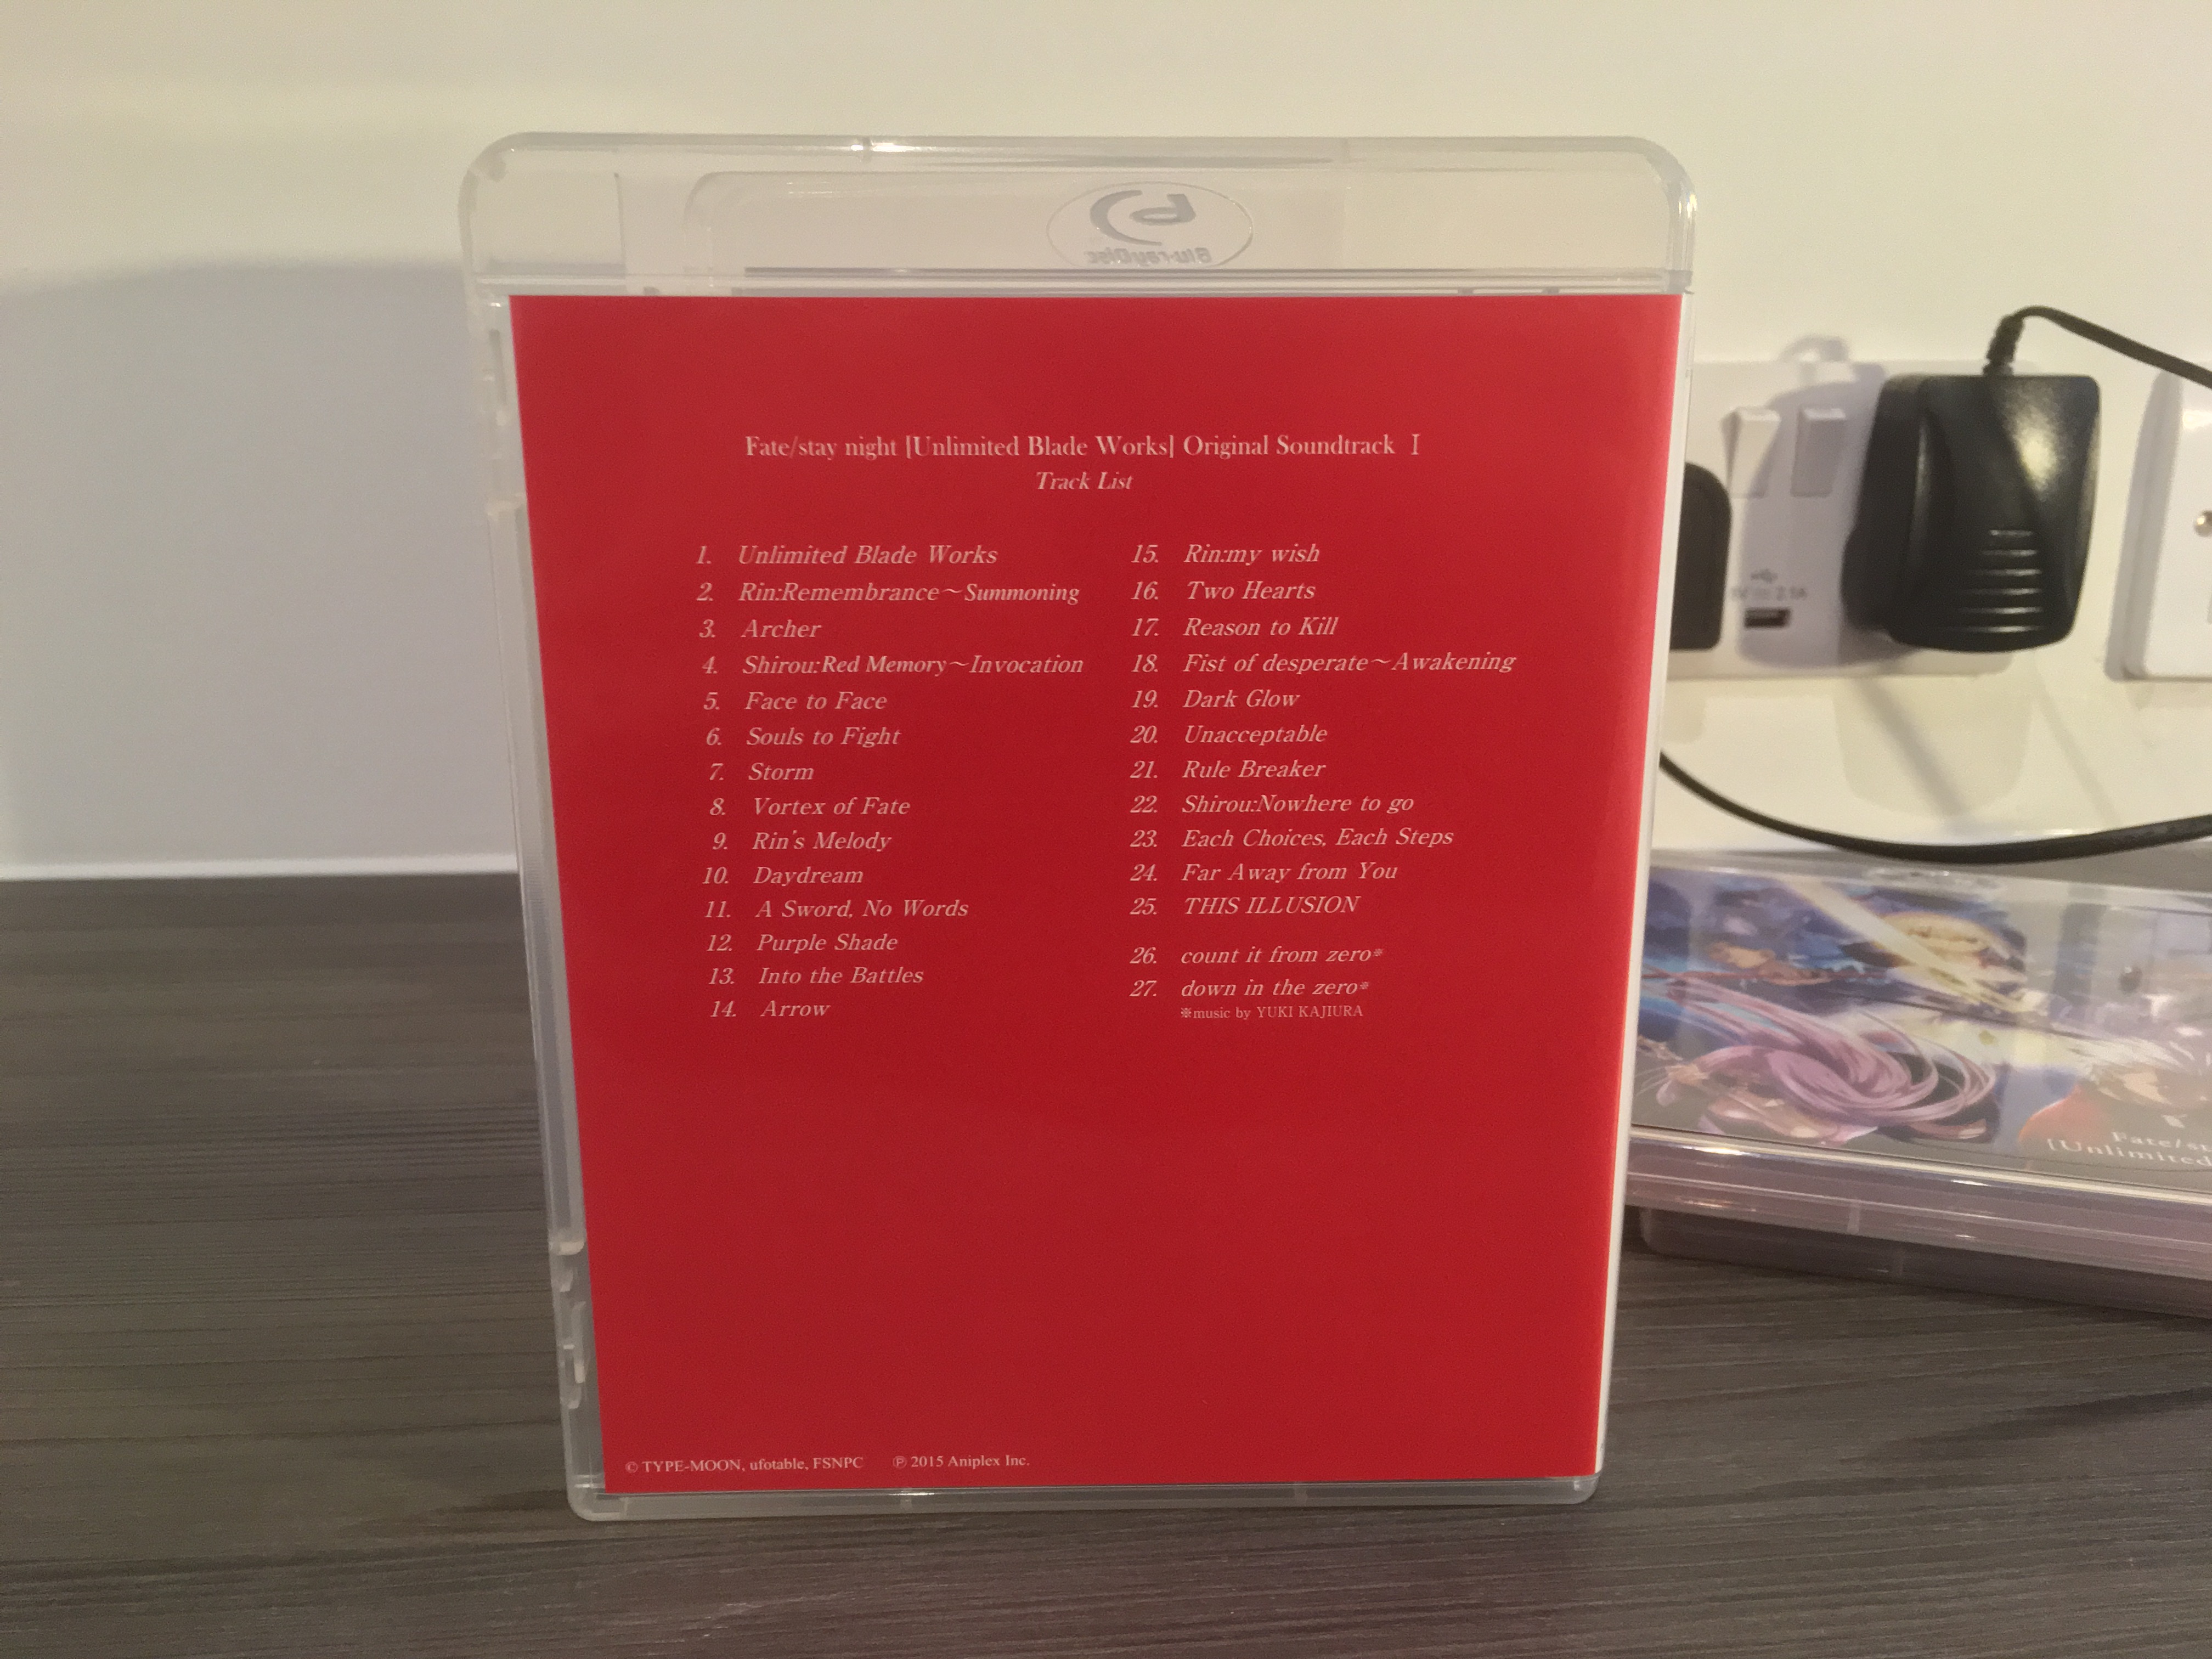 Blu-ray Disc
Fate/stay night [Unlimited Blade Works] Original Soundtrack I
Track List
1. Unlimited Blade Works
2. Rin:Remembrance～Summoning
3. Archer
4. Shirou:Red Memory～Invocation
5. Face to Face
6. Souls to Fight
7. Storm
8. Vortex of Fate
9. Rin's Melody
10. Daydream
11. A Sword, No Words
12. Purple Shade
13. Into the Battles
14. Arrow
15. Rin:my wish
16. Two Hearts
17. Reason to Kill
18. Fist of desperate～Awakening
19. Dark Glow
20. Unacceptable
21. Rule Breaker
22. Shirou:Nowhere to go
23. Each Choices, Each Steps
24. Far Away from You
25. THIS ILLUSION
26. count it from zero※
27. down in the zero※
※music by YUKI KAJIURA
© TYPE-MOON, ufotable, FSNPC ℗ 2015 Aniplex Inc.
2.1A
Fate/st
[Unlimited